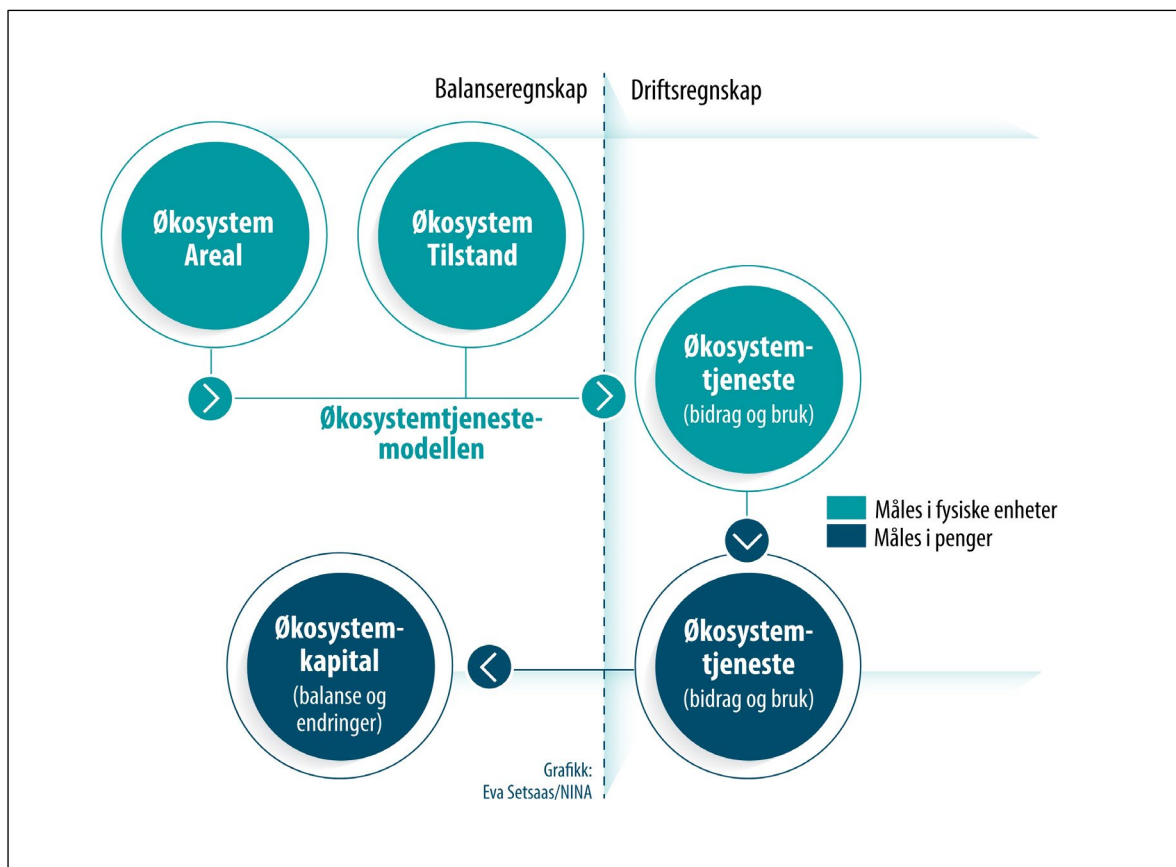 Balanseregnskap
Driftsregnskap
Økosystem
Areal
Økosystem
Tilstand
Økosystem-
tjeneste
(bidrag og bruk)
Økosystemtjeneste-
modellen
Måles i fysiske enheter
Måles i penger
Økosystem-
kapital
(balanse og
endringer)
Økosystem-
tjeneste
(bidrag og bruk)
Grafikk:
Eva Setsaas/NINA